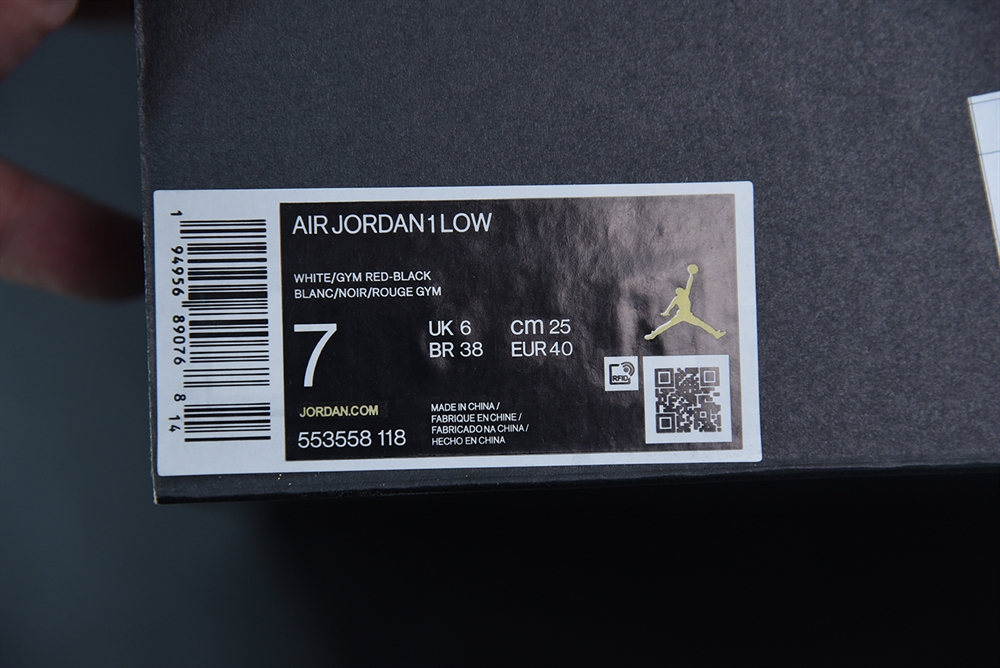 AIR JORDAN 1 LOW
WHITE/GYM RED-BLACK
BLANC/NOIR/ROUGE GYM
7
UK 6 cm 25
BR 38 EUR 40
RFID
JORDAN.COM
553558 118
MADE IN CHINA /
FABRIQUE EN CHINE /
FABRICADO NA CHINA /
HECHO EN CHINA
1 94956 89076 8 14